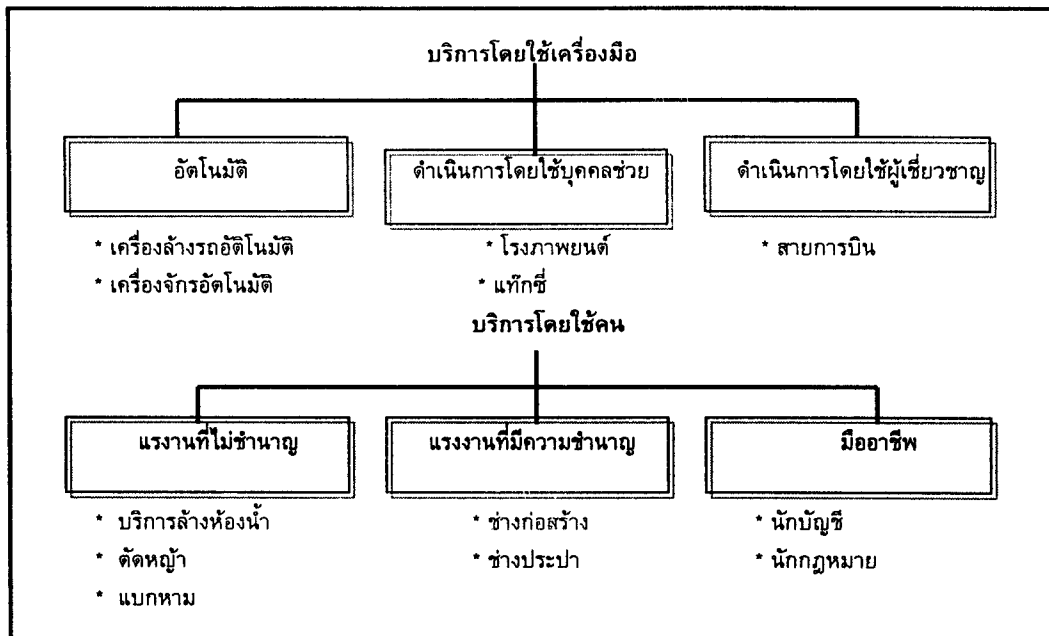 บริการโดยใช้เครื่องมือ
อัตโนมัติ
ดำเนินการโดยใช้บุคคลช่วย
ดำเนินการโดยใช้ผู้เชี่ยวชาญ
* เครื่องล้างรถอัติโนมัติ
* เครื่องจักรอัตโนมัติ
* โรงภาพยนต์
* แท๊กซี่
* สายการบิน
บริการโดยใช้คน
แรงานที่ไม่ชำนาญ
แรงงานที่มีความชำนาญ
มืออาชีพ
* บริการล้างห้องน้ำ
* ตัดหญ้า
* แบกหาม
* ช่างก่อสร้าง
* ช่างประปา
* นักบัญชี
* นักกฎหมาย